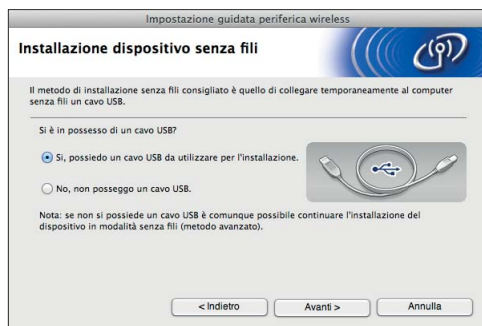 Impostazione guidata periferica wireless
Installazione dispositivo senza fili
Il metodo di installazione senza fili consigliato è quello di collegare temporaneamente al computer
senza fili un cavo USB.
Si è in possesso di un cavo USB?
Si, possiedo un cavo USB da utilizzare per l'installazione.
No, non posseggo un cavo USB.
Nota: se non si possiede un cavo USB è comunque possibile continuare l'installazione del
dispositivo in modalità senza fili (metodo avanzato).
< Indietro
Avanti >
Annulla